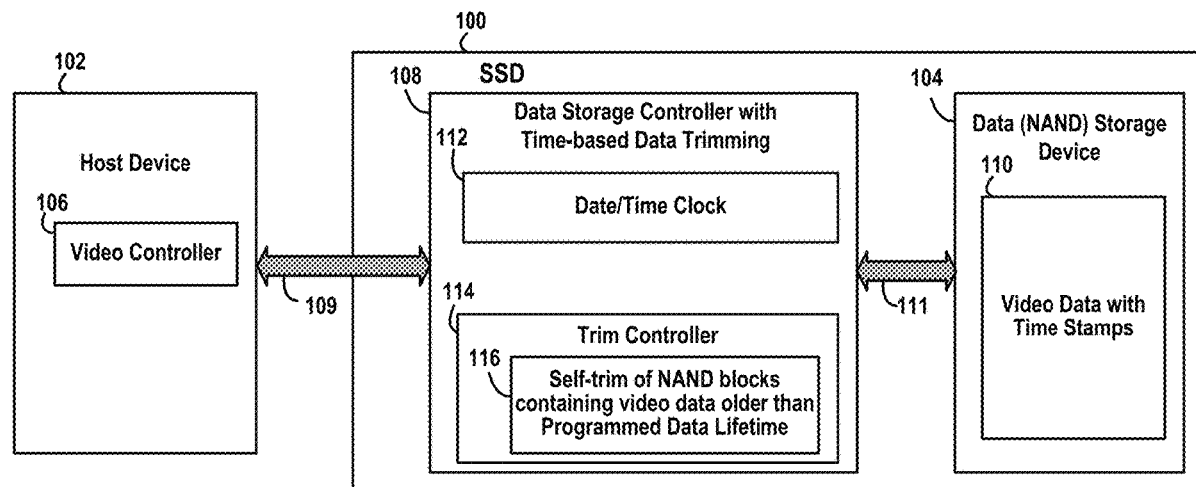 100
SSD
102
Host Device
106
Video Controller
109
108
Data Storage Controller with
Time-based Data Trimming
112
Date/Time Clock
114
Trim Controller
116
Self-trim of NAND blocks
containing video data older than
Programmed Data Lifetime
111
104
Data (NAND) Storage
Device
110
Video Data with
Time Stamps